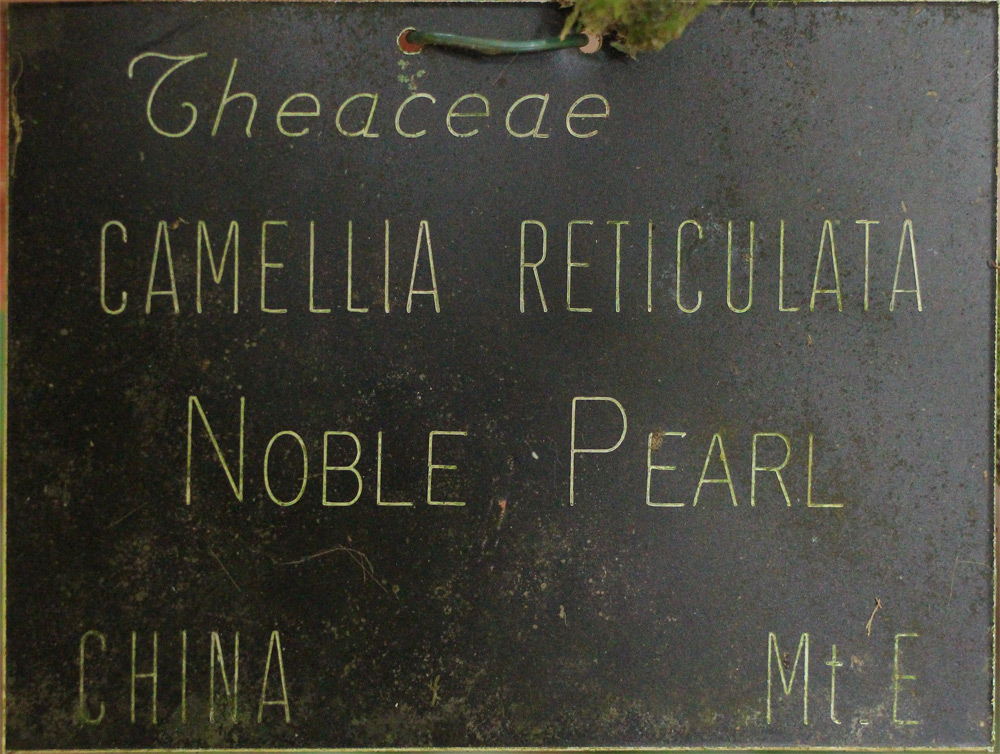 Theaceae
CAMELLIA RETICULATA
NOBLE PEARL
CHINA Mt. E